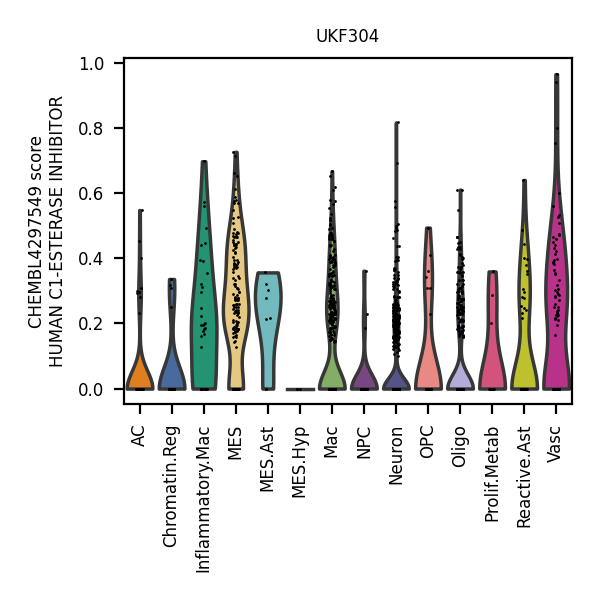 UKF304
CHEMBL4297549 score
HUMAN C1-ESTERASE INHIBITOR
1.0
0.8
0.6
0.4
0.2
0.0
AC
Chromatin.Reg
Inflammatory.Mac
MES
MES.Ast
MES.Hyp
Mac
NPC
Neuron
OPC
Oligo
Prolif.Metab
Reactive.Ast
Vasc